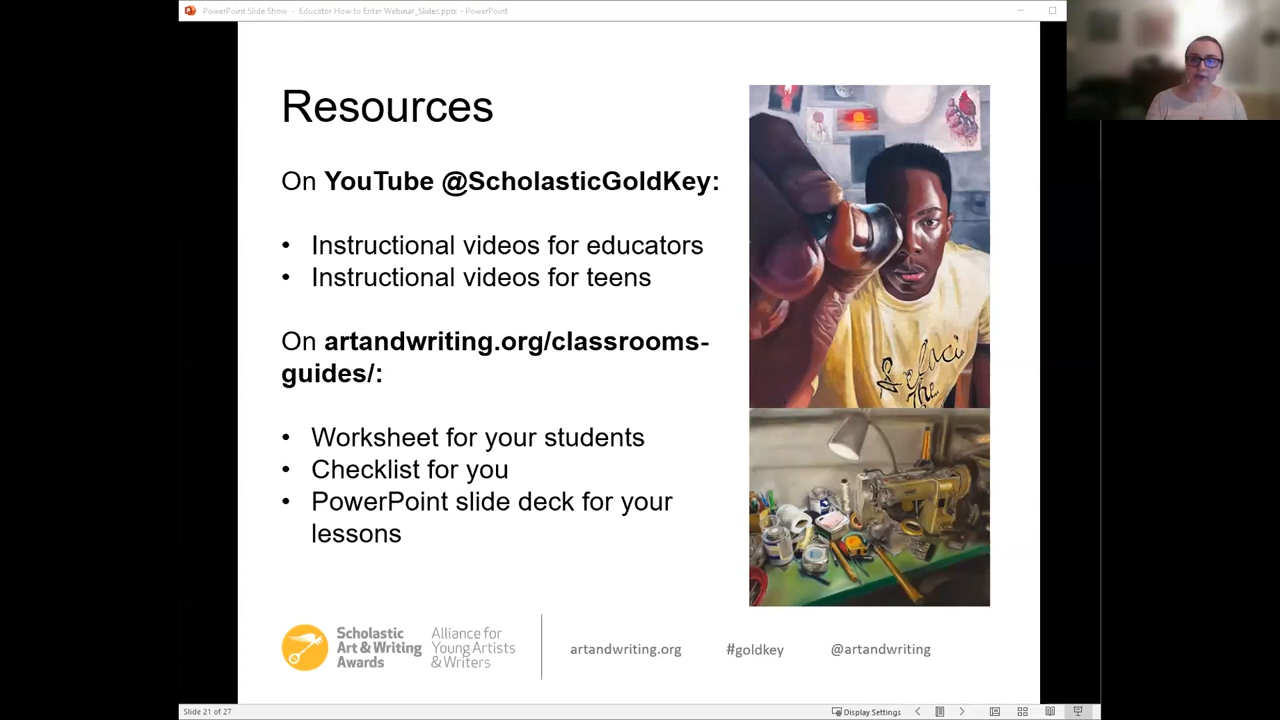 PowerPoint Slide Show - Educator How to Enter Webinar_Slides.pptx - PowerPoint
Resources
On YouTube @ScholasticGoldKey:
• Instructional videos for educators
• Instructional videos for teens
On artandwriting.org/classrooms-
guides/:
• Worksheet for your students
• Checklist for you
• PowerPoint slide deck for your
lessons
Scholastic
Art & Writing
Awards
Alliance for
Young Artists
& Writers
artandwriting.org
#goldkey
@artandwriting
Slide 21 of 27
Display Settings